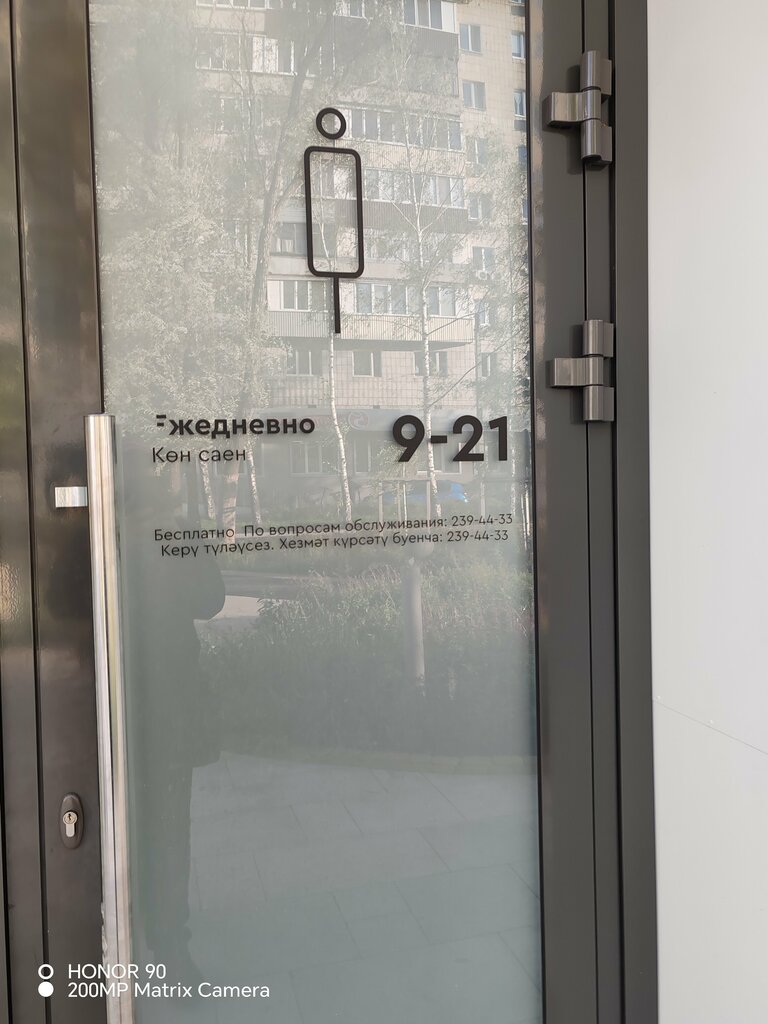 Ежедневно 9-21
Көн саен
Бесплатно По вопросам обслуживания: 239-44-33
Керү түләүсез. Хезмәт күрсәтү буенча: 239-44-33
HONOR 90
200MP Matrix Camera